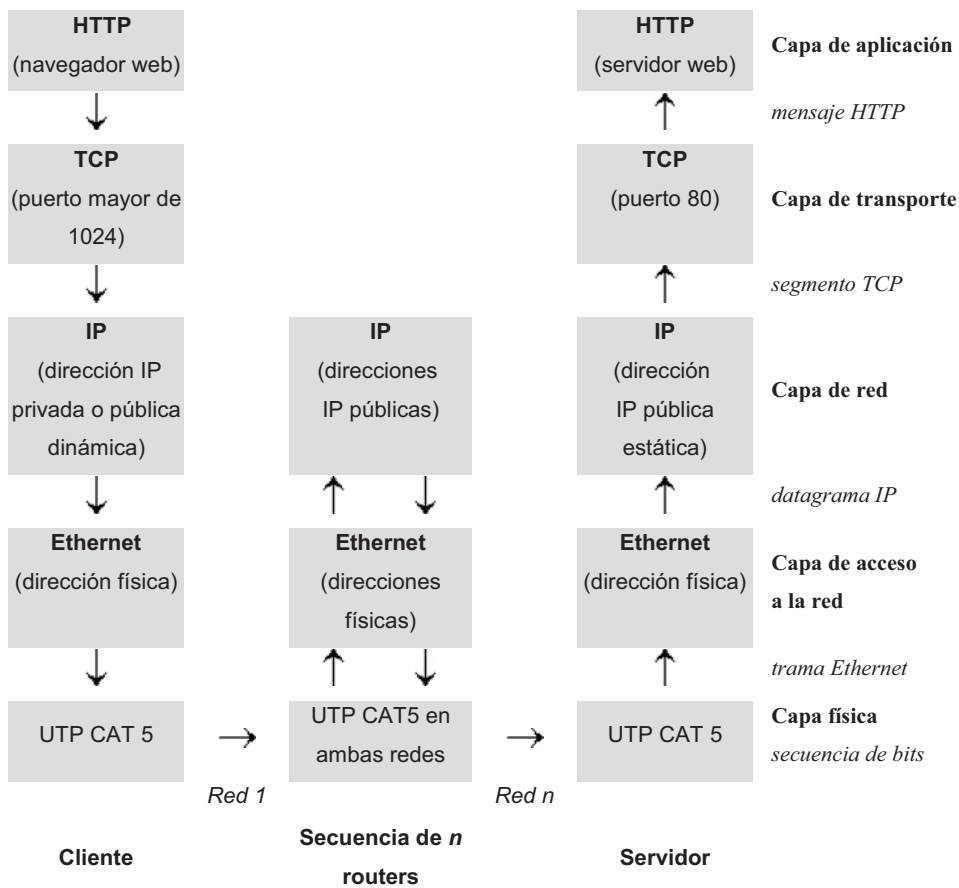 HTTP
(navegador web)
HTTP
(servidor web)
Capa de aplicación
mensaje HTTP
TCP
(puerto mayor de
1024)
TCP
(puerto 80)
Capa de transporte
segmento TCP
IP
(dirección IP
privada o pública
dinámica)
IP
(direcciones
IP públicas)
IP
(dirección
IP pública
estática)
Capa de red
datagrama IP
Ethernet
(dirección física)
Ethernet
(direcciones
físicas)
Ethernet
(dirección física)
Capa de acceso
a la red
trama Ethernet
UTP CAT 5
UTP CAT5 en
ambas redes
UTP CAT 5
Capa física
secuencia de bits
Red 1
Red n
Cliente
Secuencia de n
routers
Servidor